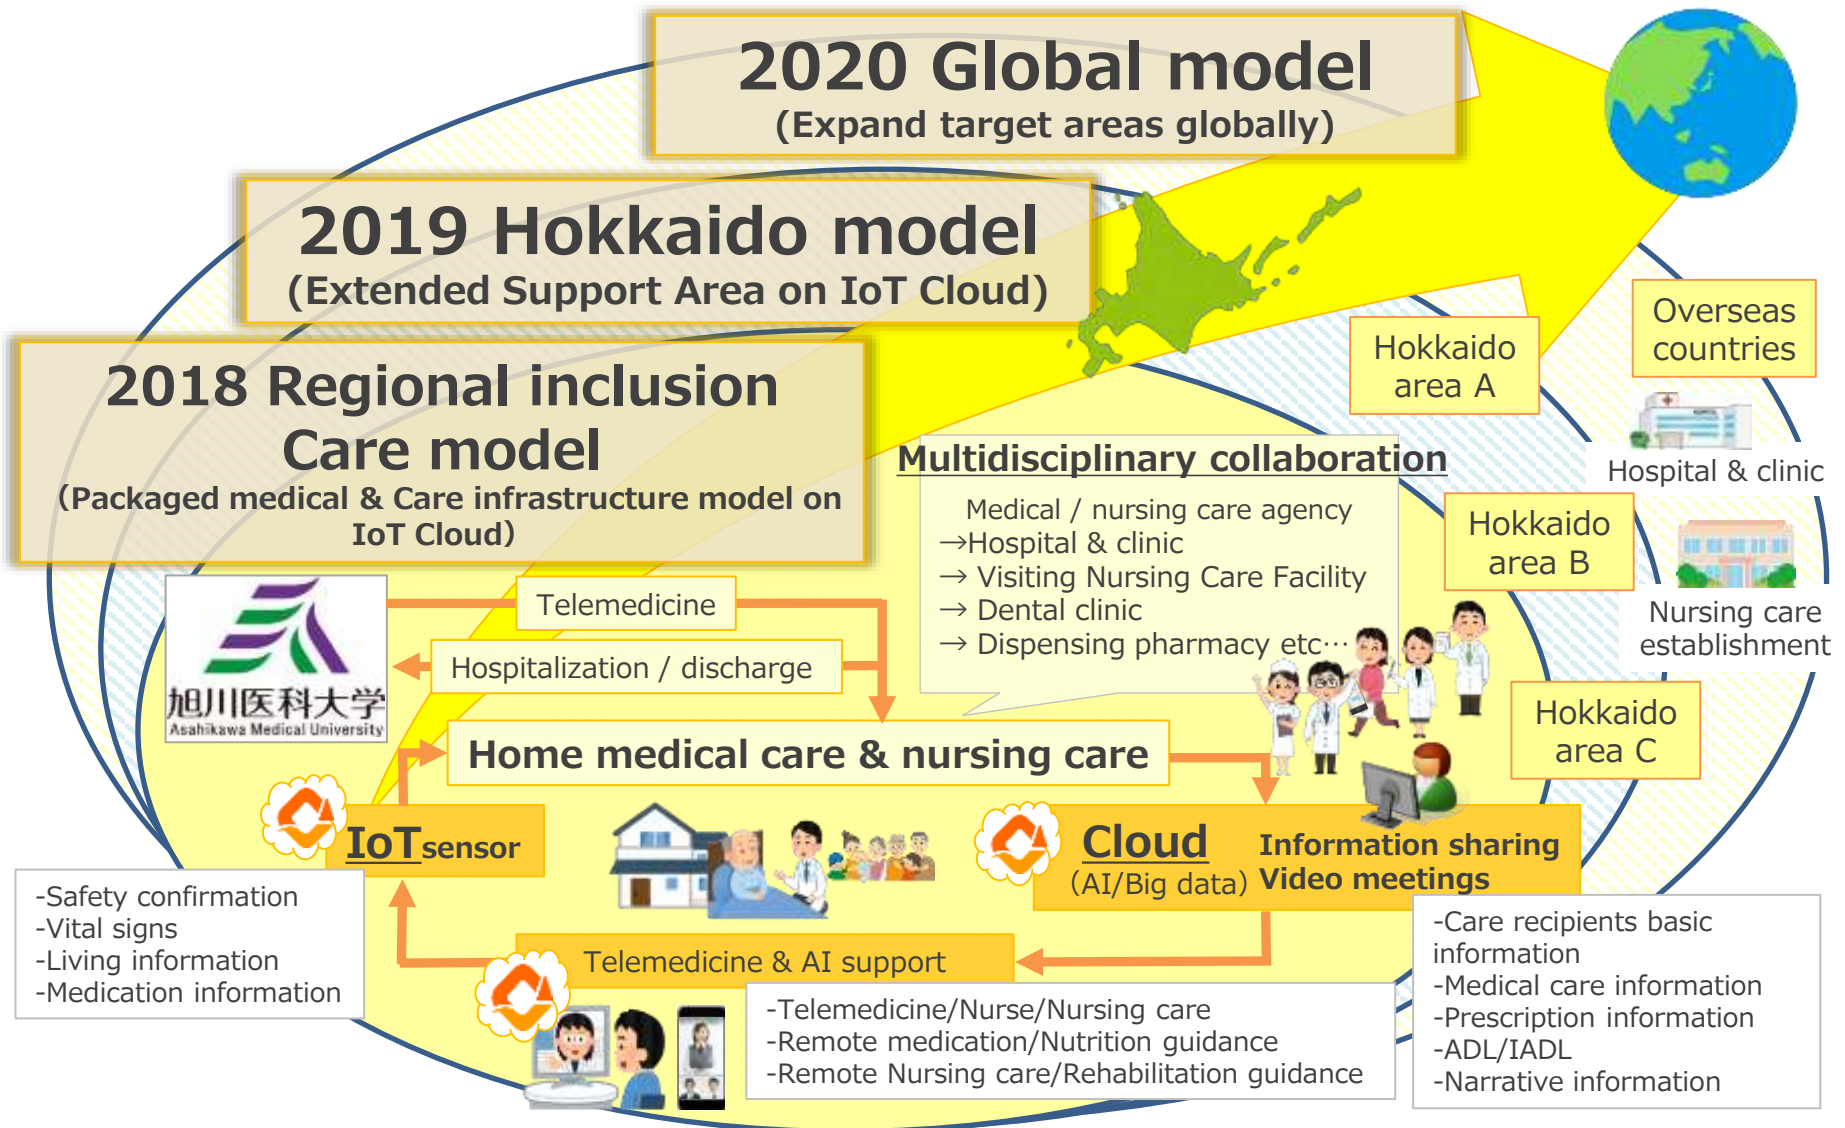 2020 Global model
(Expand target areas globally)
2019 Hokkaido model
(Extended Support Area on IoT Cloud)
2018 Regional inclusion
Care model
(Packaged medical & Care infrastructure model on
IoT Cloud)
Hokkaido
area A
Overseas
countries
Hospital & clinic
Hokkaido
area B
Nursing care
establishment
Hokkaido
area C
Multidisciplinary collaboration
Medical / nursing care agency
→Hospital & clinic
→ Visiting Nursing Care Facility
→ Dental clinic
→ Dispensing pharmacy etc…
旭川医科大学
Asahikawa Medical University
Telemedicine
Hospitalization / discharge
Home medical care & nursing care
IoT sensor
Cloud
(AI/Big data)
Information sharing
Video meetings
-Safety confirmation
-Vital signs
-Living information
-Medication information
Telemedicine & AI support
-Telemedicine/Nurse/Nursing care
-Remote medication/Nutrition guidance
-Remote Nursing care/Rehabilitation guidance
-Care recipients basic
information
-Medical care information
-Prescription information
-ADL/IADL
-Narrative information